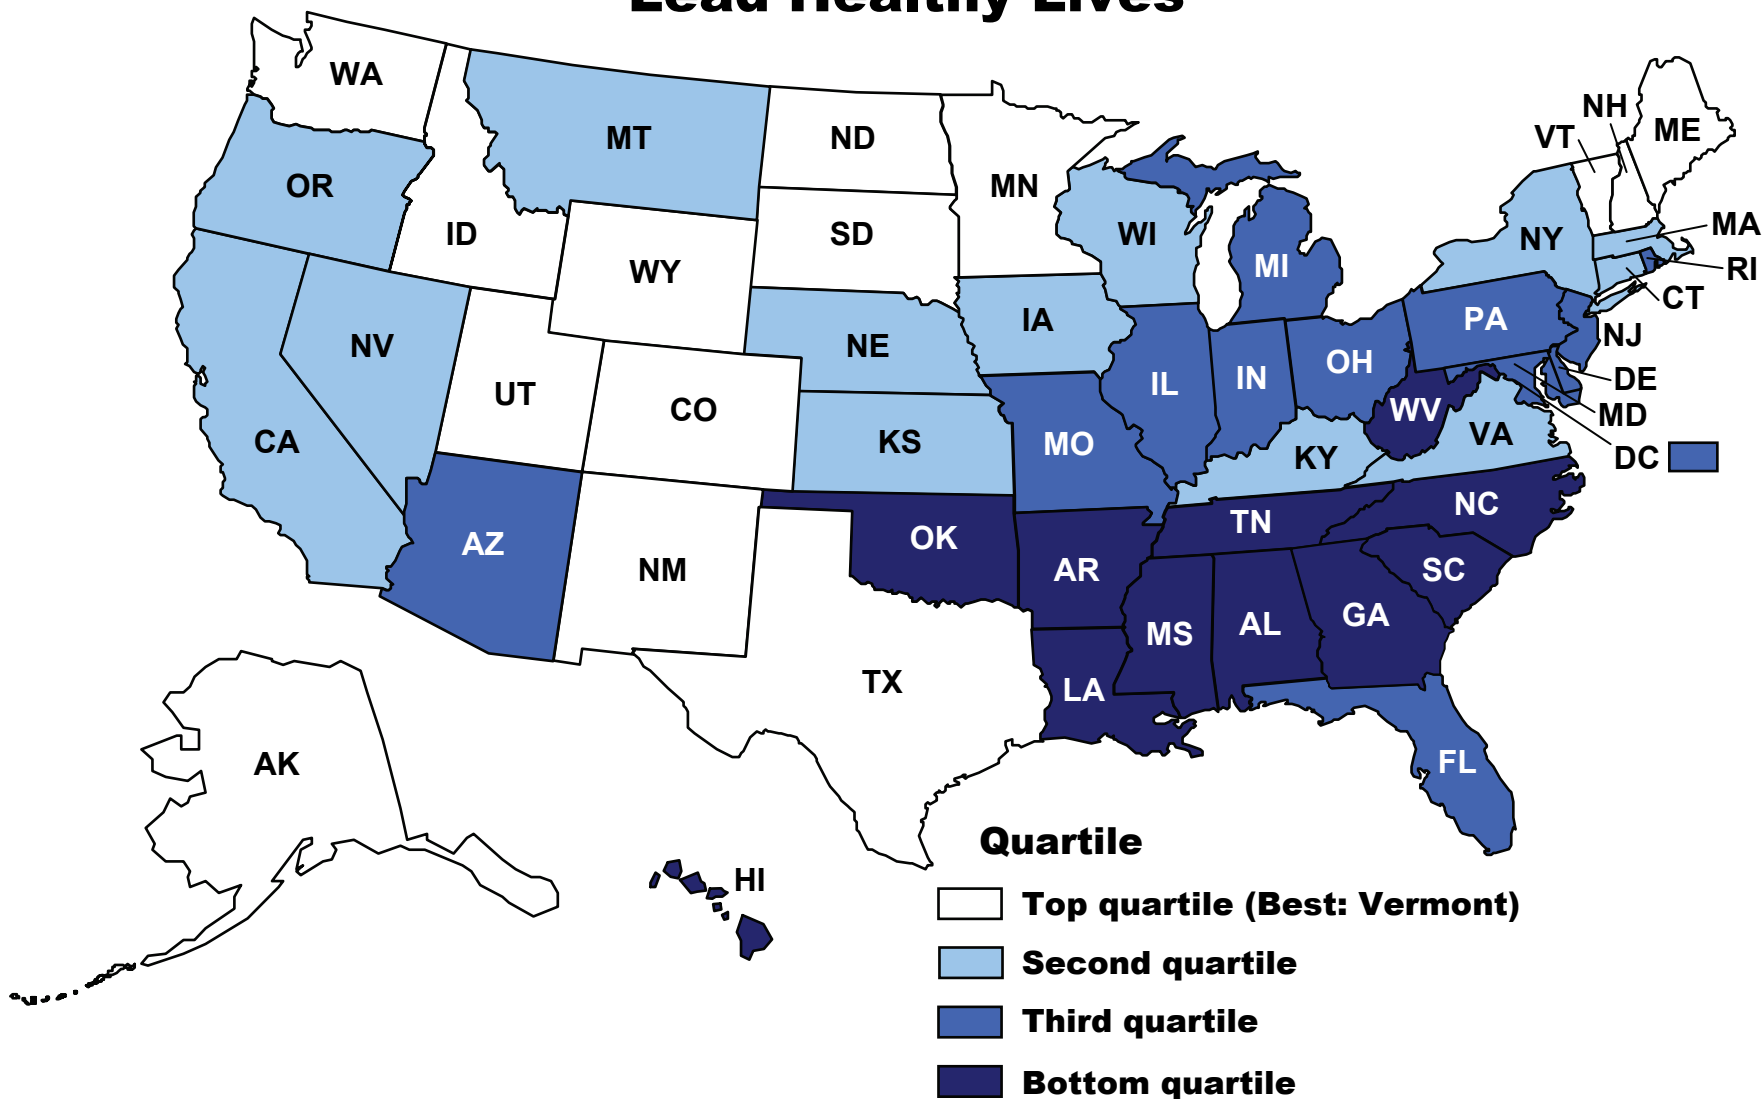 Lead Healthy Lives
WA
MT
ND
MN
NH
VT
ME
OR
ID
SD
WI
MI
NY
MA
RI
CT
WY
IA
PA
NJ
NV
NE
OH
DE
UT
CO
IL
IN
WV
MD
CA
KS
MO
KY
VA
DC
AZ
NM
OK
AR
TN
NC
SC
MS
AL
GA
TX
LA
AK
FL
HI
Quartile
Top quartile (Best: Vermont)
Second quartile
Third quartile
Bottom quartile